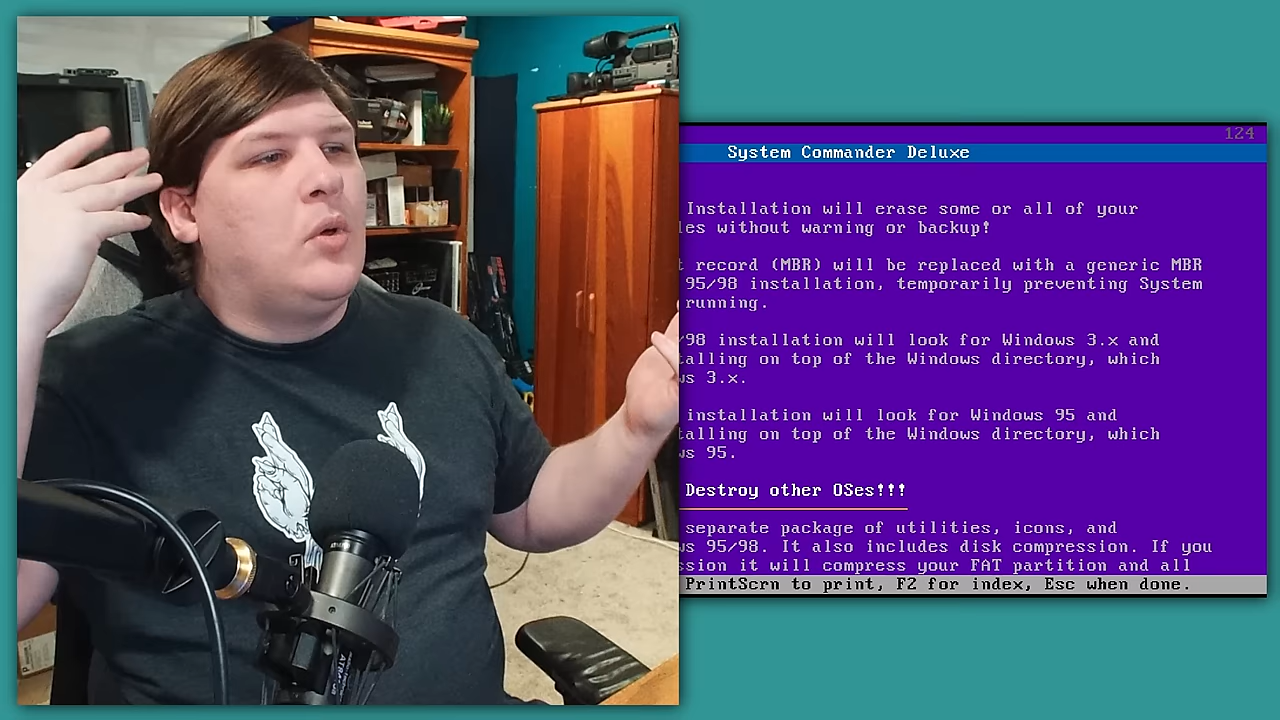 124
System Commander Deluxe
Installation will erase some or all of your
les without warning or backup!
t record (MBR) will be replaced with a generic MBR
95/98 installation, temporarily preventing System
running.
/98 installation will look for Windows 3.x and
talling on top of the Windows directory, which
ws 3.x.
installation will look for Windows 95 and
talling on top of the Windows directory, which
ws 95.
Destroy other OSes!!!
separate package of utilities, icons, and
ws 95/98. It also includes disk compression. If you
ssion it will compress your FAT partition and all
PrintScrn to print, F2 for index, Esc when done.